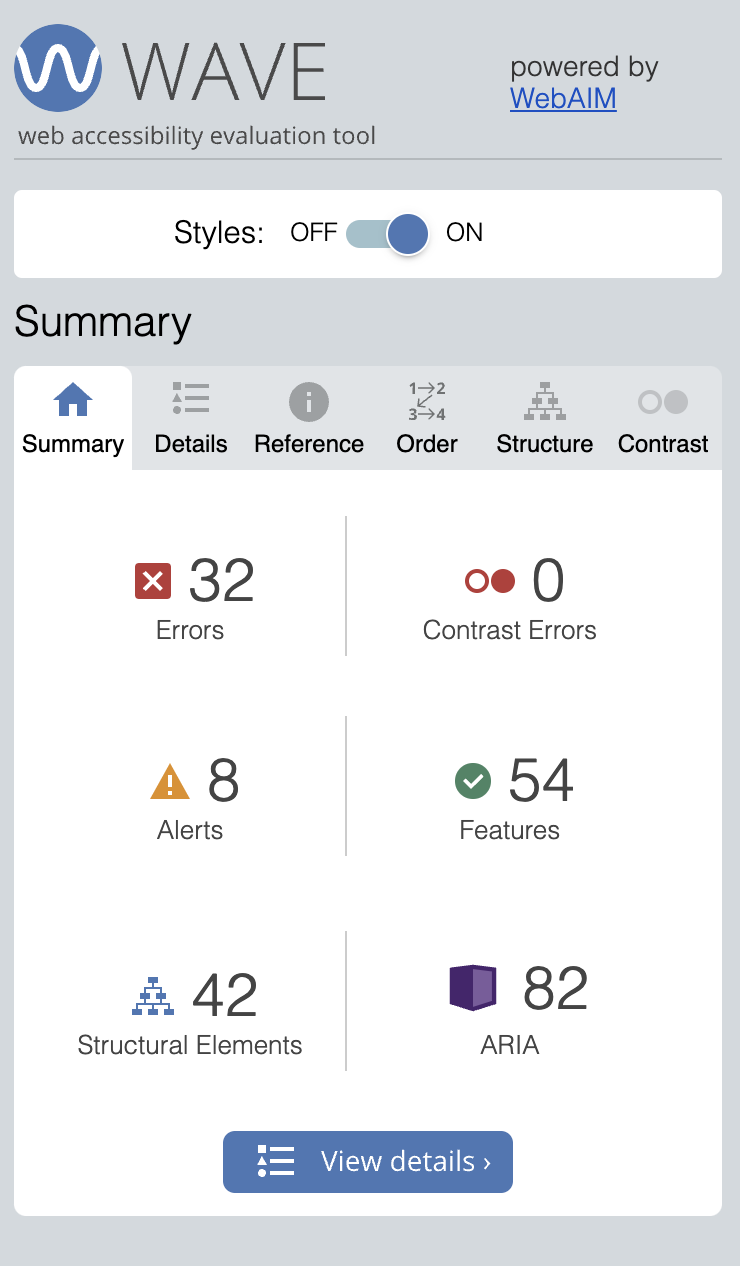 WAVE
powered by
WebAIM
web accessibility evaluation tool
Styles: OFF ON
Summary
1→2
3→4
Summary Details Reference Order Structure Contrast
32 0
Errors Contrast Errors
8 54
Alerts Features
42 82
Structural Elements ARIA
View details ›